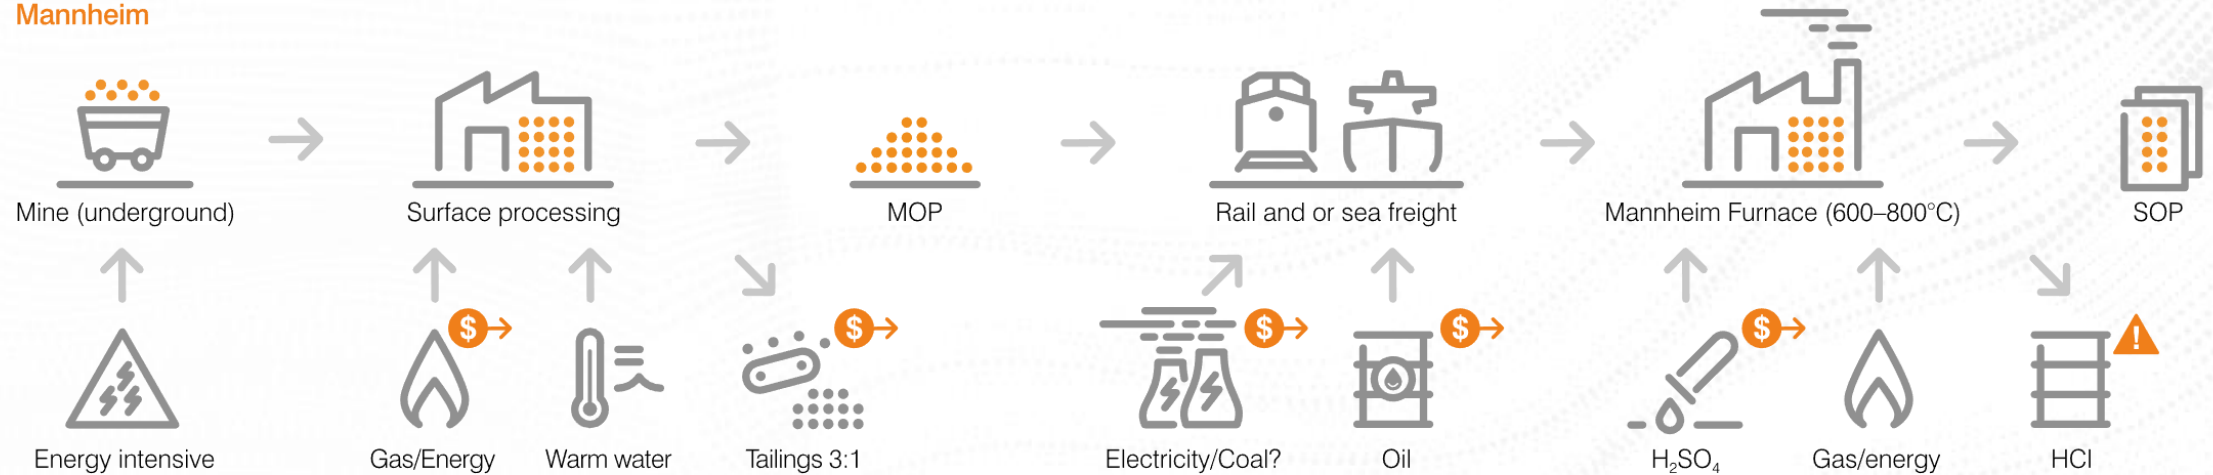 Mannheim
Mine (underground)
Surface processing
MOP
Rail and or sea freight
Mannheim Furnace (600–800°C)
SOP
$
$
$
$
$
!
Energy intensive
Gas/Energy
Warm water
Tailings 3:1
Electricity/Coal?
Oil
H₂SO₄
Gas/energy
HCl